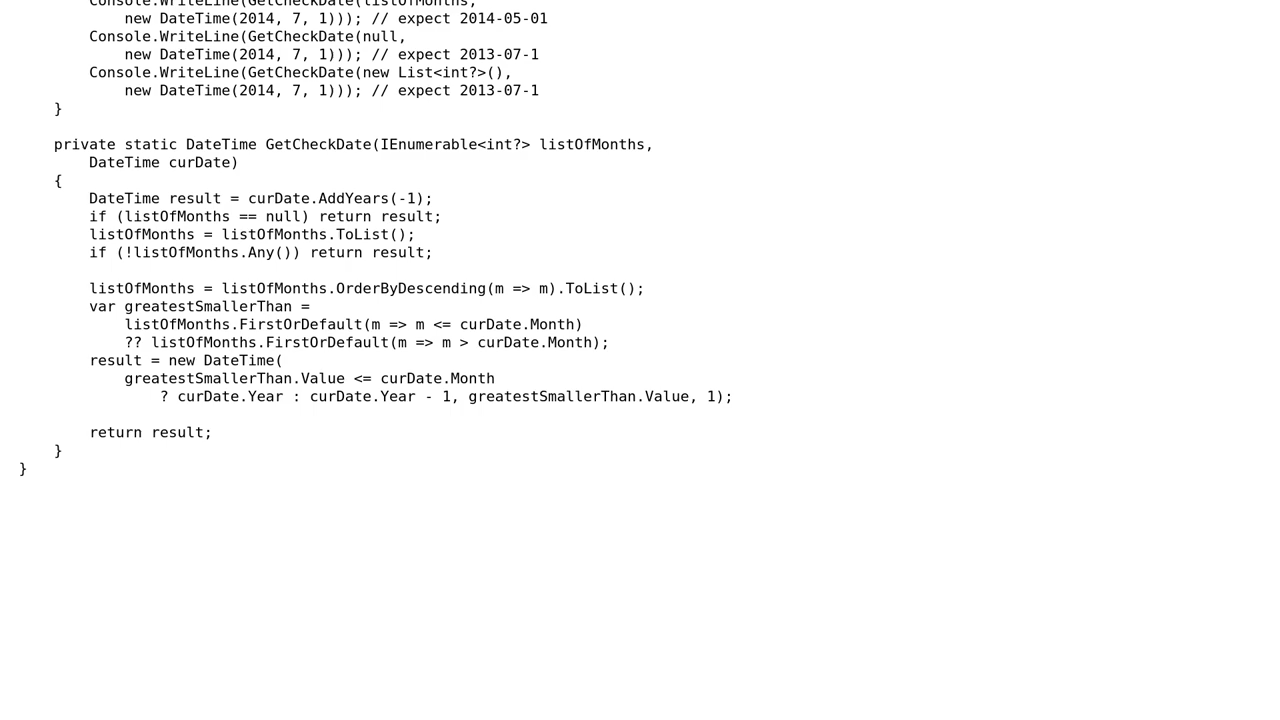 Console.WriteLine(GetCheckDate(listOfMonths,
new DateTime(2014, 7, 1))); // expect 2014-05-01
Console.WriteLine(GetCheckDate(null,
new DateTime(2014, 7, 1))); // expect 2013-07-1
Console.WriteLine(GetCheckDate(new List<int?>(),
new DateTime(2014, 7, 1))); // expect 2013-07-1
}
private static DateTime GetCheckDate(IEnumerable<int?> listOfMonths,
DateTime curDate)
{
DateTime result = curDate.AddYears(-1);
if (listOfMonths == null) return result;
listOfMonths = listOfMonths.ToList();
if (!listOfMonths.Any()) return result;
listOfMonths = listOfMonths.OrderByDescending(m => m).ToList();
var greatestSmallerThan =
listOfMonths.FirstOrDefault(m => m <= curDate.Month)
?? listOfMonths.FirstOrDefault(m => m > curDate.Month);
result = new DateTime(
greatestSmallerThan.Value <= curDate.Month
? curDate.Year : curDate.Year - 1, greatestSmallerThan.Value, 1);
return result;
}
}